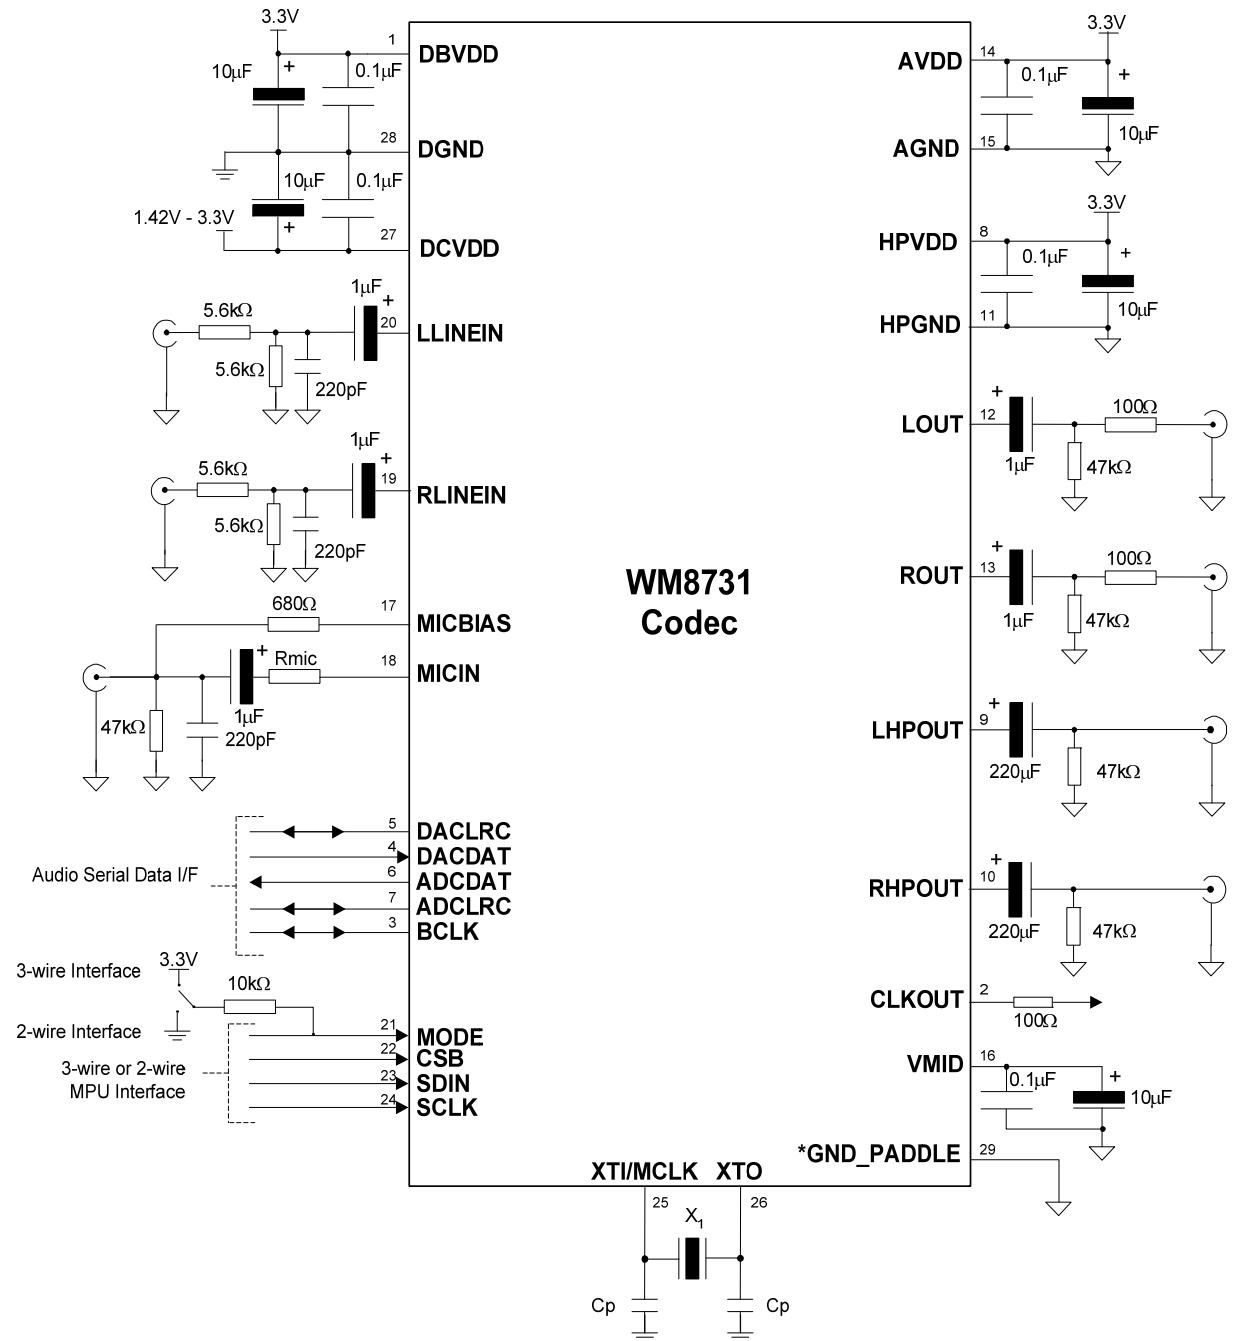 3.3V
1
DBVDD
10μF
+
0.1μF
28
DGND
10μF
0.1μF
1.42V - 3.3V
+
27
DCVDD
1μF
+
5.6kΩ
20
LLINEIN
5.6kΩ
220pF
1μF
+
5.6kΩ
19
RLINEIN
5.6kΩ
220pF
680Ω
17
MICBIAS
+
Rmic
18
MICIN
47kΩ
1μF
220pF
5
DACLRC
4
DACDAT
Audio Serial Data I/F
6
ADCDAT
7
ADCLRC
3
BCLK
3.3V
3-wire Interface
10kΩ
2-wire Interface
21
MODE
22
CSB
3-wire or 2-wire
MPU Interface
23
SDIN
24
SCLK
WM8731
Codec
3.3V
AVDD
14
0.1μF
+
10μF
AGND
15
3.3V
HPVDD
8
0.1μF
+
10μF
HPGND
11
+
LOUT
12
100Ω
1μF
47kΩ
+
ROUT
13
100Ω
1μF
47kΩ
+
LHPOUT
9
220μF
47kΩ
+
RHPOUT
10
220μF
47kΩ
CLKOUT
2
100Ω
VMID
16
0.1μF
+
10μF
*GND_PADDLE
29
XTI/MCLK
XTO
25
26
X1
Cp
Cp